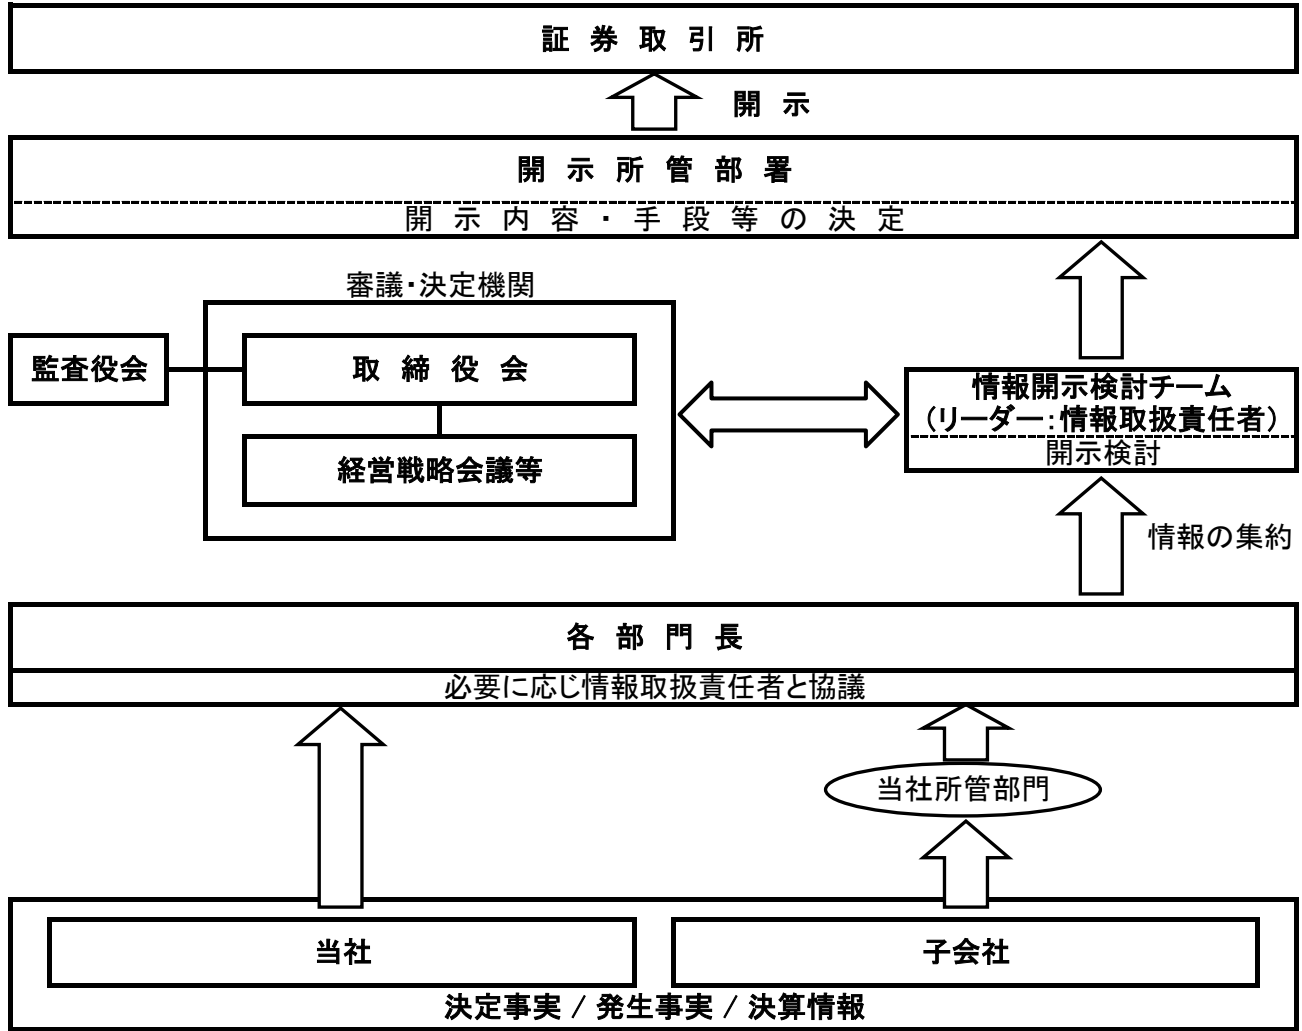 証券取引所
開示
開示所管部署
開示内容・手段等の決定
審議・決定機関
監査役会
取締役会
経営戦略会議等
情報開示検討チーム
（リーダー：情報取扱責任者）
開示検討
情報の集約
各部門長
必要に応じ情報取扱責任者と協議
当社所管部門
当社
子会社
決定事実 / 発生事実 / 決算情報